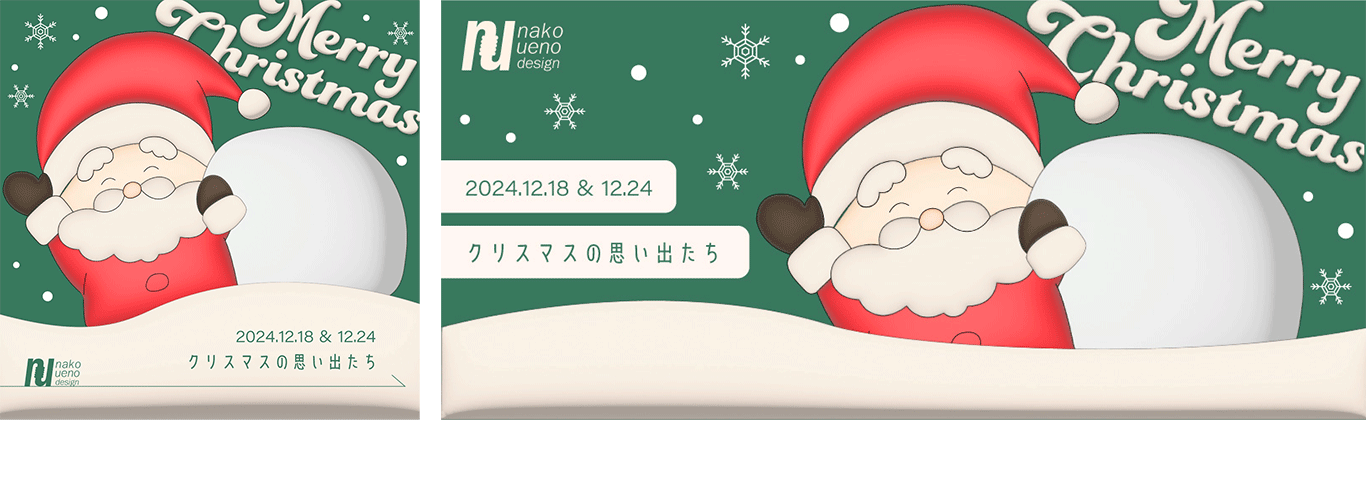 Merry
Christmas
2024.12.18 & 12.24
クリスマスの思い出たち
nako
ueno
design
nako
ueno
design
Merry
Christmas
2024.12.18 & 12.24
クリスマスの思い出たち